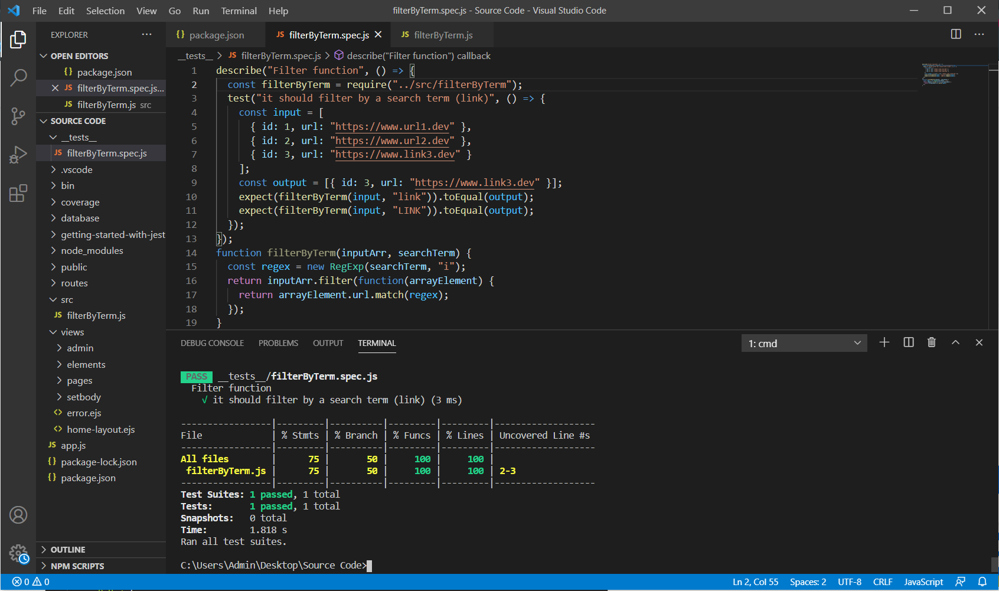 File Edit Selection View Go Run Terminal Help
filterByTerm.spec.js - Source Code - Visual Studio Code
EXPLORER
OPEN EDITORS
{} package.json
JS filterByTerm.spec.js...
JS filterByTerm.js src
SOURCE CODE
__tests__
JS filterByTerm.spec.js
.vscode
bin
coverage
database
getting-started-with-jest
node_modules
public
routes
src
JS filterByTerm.js
views
admin
elements
pages
setbody
<> error.ejs
<> home-layout.ejs
JS app.js
{} package-lock.json
{} package.json
OUTLINE
NPM SCRIPTS
{} package.json JS filterByTerm.spec.js JS filterByTerm.js
__tests__ > JS filterByTerm.spec.js > describe("Filter function") callback
1 describe("Filter function", () => {
2 const filterByTerm = require("../src/filterByTerm");
3 test("it should filter by a search term (link)", () => {
4 const input = [
5 { id: 1, url: "https://www.url1.dev" },
6 { id: 2, url: "https://www.url2.dev" },
7 { id: 3, url: "https://www.link3.dev" }
8 ];
9 const output = [{ id: 3, url: "https://www.link3.dev" }];
10 expect(filterByTerm(input, "link")).toEqual(output);
11 expect(filterByTerm(input, "LINK")).toEqual(output);
12 });
13 });
14 function filterByTerm(inputArr, searchTerm) {
15 const regex = new RegExp(searchTerm, "i");
16 return inputArr.filter(function(arrayElement) {
17 return arrayElement.url.match(regex);
18 });
19 }
DEBUG CONSOLE PROBLEMS OUTPUT TERMINAL
1: cmd
PASS __tests__/filterByTerm.spec.js
Filter function
√ it should filter by a search term (link) (3 ms)
-----------------|---------|----------|---------|---------|-------------------
File | % Stmts | % Branch | % Funcs | % Lines | Uncovered Line #s
-----------------|---------|----------|---------|---------|-------------------
All files | 75 | 50 | 100 | 100 |
filterByTerm.js | 75 | 50 | 100 | 100 | 2-3
-----------------|---------|----------|---------|---------|-------------------
Test Suites: 1 passed, 1 total
Tests: 1 passed, 1 total
Snapshots: 0 total
Time: 1.818 s
Ran all test suites.
C:\Users\Admin\Desktop\Source Code>
0 0
Ln 2, Col 55 Spaces: 2 UTF-8 CRLF JavaScript